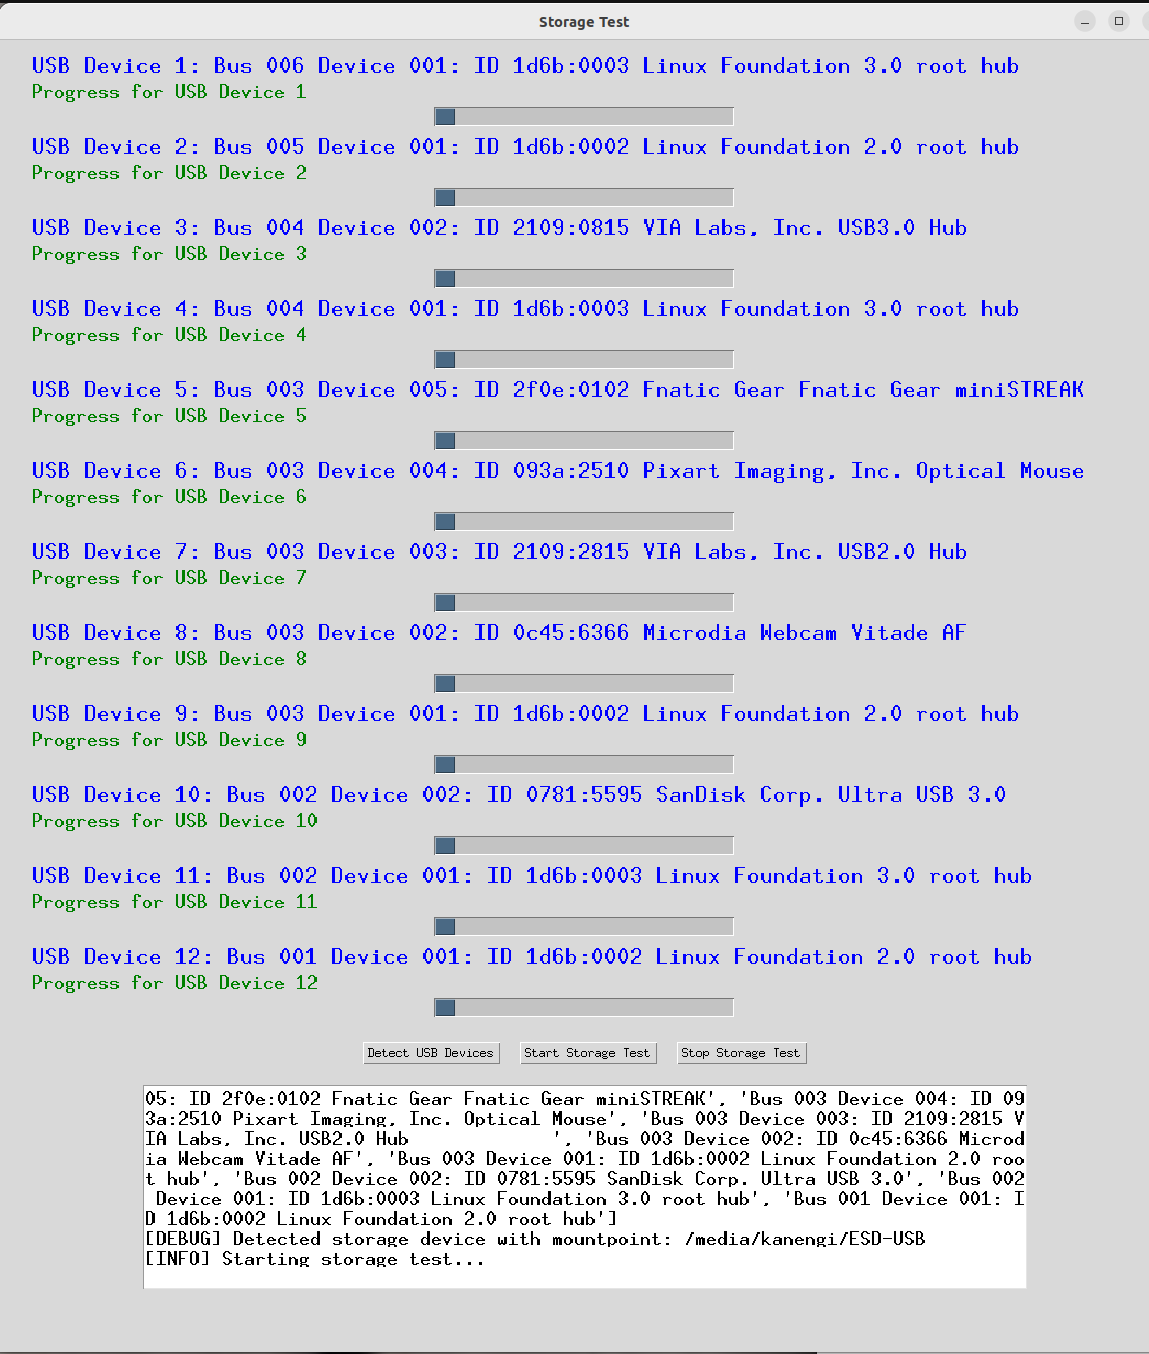 Storage Test
USB Device 1: Bus 006 Device 001: ID 1d6b:0003 Linux Foundation 3.0 root hub
Progress for USB Device 1
USB Device 2: Bus 005 Device 001: ID 1d6b:0002 Linux Foundation 2.0 root hub
Progress for USB Device 2
USB Device 3: Bus 004 Device 002: ID 2109:0815 VIA Labs, Inc. USB3.0 Hub
Progress for USB Device 3
USB Device 4: Bus 004 Device 001: ID 1d6b:0003 Linux Foundation 3.0 root hub
Progress for USB Device 4
USB Device 5: Bus 003 Device 005: ID 2f0e:0102 Fnatic Gear Fnatic Gear miniSTREAK
Progress for USB Device 5
USB Device 6: Bus 003 Device 004: ID 093a:2510 Pixart Imaging, Inc. Optical Mouse
Progress for USB Device 6
USB Device 7: Bus 003 Device 003: ID 2109:2815 VIA Labs, Inc. USB2.0 Hub
Progress for USB Device 7
USB Device 8: Bus 003 Device 002: ID 0c45:6366 Microdia Webcam Vitade AF
Progress for USB Device 8
USB Device 9: Bus 003 Device 001: ID 1d6b:0002 Linux Foundation 2.0 root hub
Progress for USB Device 9
USB Device 10: Bus 002 Device 002: ID 0781:5595 SanDisk Corp. Ultra USB 3.0
Progress for USB Device 10
USB Device 11: Bus 002 Device 001: ID 1d6b:0003 Linux Foundation 3.0 root hub
Progress for USB Device 11
USB Device 12: Bus 001 Device 001: ID 1d6b:0002 Linux Foundation 2.0 root hub
Progress for USB Device 12
Detect USB Devices Start Storage Test Stop Storage Test
05: ID 2f0e:0102 Fnatic Gear Fnatic Gear miniSTREAK', 'Bus 003 Device 004: ID 09
3a:2510 Pixart Imaging, Inc. Optical Mouse', 'Bus 003 Device 003: ID 2109:2815 V
IA Labs, Inc. USB2.0 Hub               ', 'Bus 003 Device 002: ID 0c45:6366 Microd
ia Webcam Vitade AF', 'Bus 003 Device 001: ID 1d6b:0002 Linux Foundation 2.0 roo
t hub', 'Bus 002 Device 002: ID 0781:5595 SanDisk Corp. Ultra USB 3.0', 'Bus 002
Device 001: ID 1d6b:0003 Linux Foundation 3.0 root hub', 'Bus 001 Device 001: I
D 1d6b:0002 Linux Foundation 2.0 root hub']
[DEBUG] Detected storage device with mountpoint: /media/kanengi/ESD-USB
[INFO] Starting storage test...